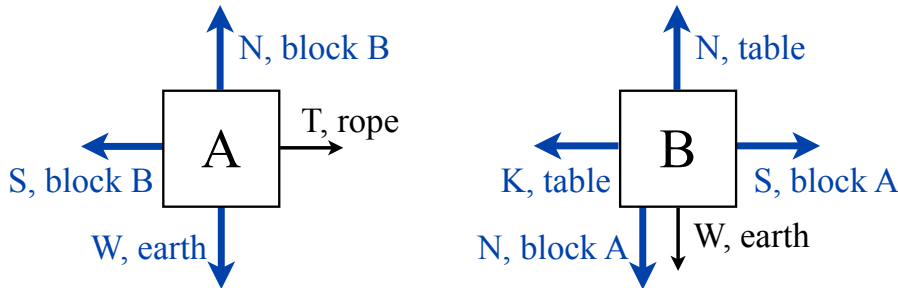 N, block B
A
T, rope
S, block B
W, earth
N, table
B
K, table
S, block A
N, block A
W, earth